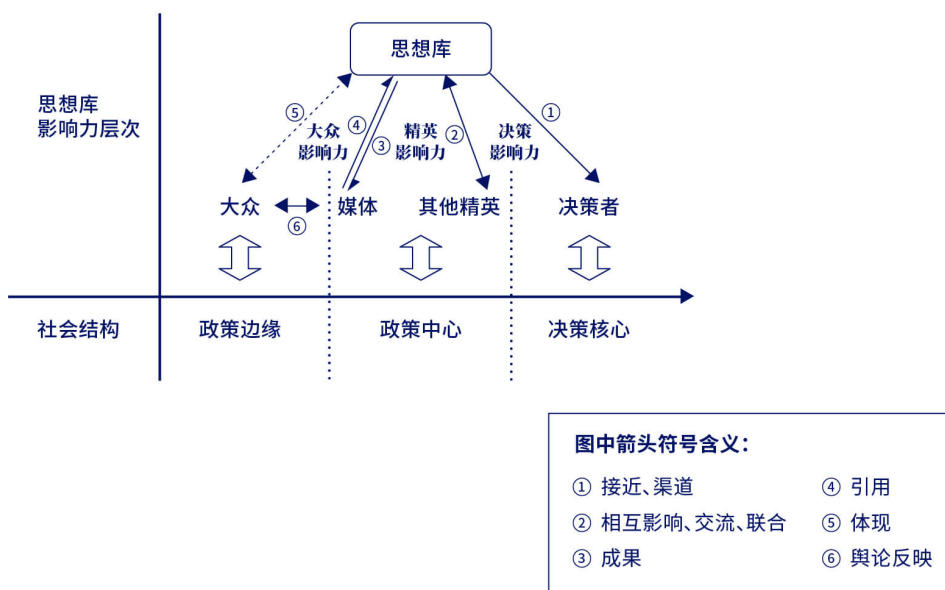 思想库
思想库
影响力层次
⑤
④
③
②
①
大众
影响力
精英
影响力
决策
影响力
大众
⑥
媒体
其他精英
决策者
社会结构
政策边缘
政策中心
决策核心
图中箭头符号含义：
① 接近、渠道
④ 引用
② 相互影响、交流、联合
⑤ 体现
③ 成果
⑥ 舆论反映